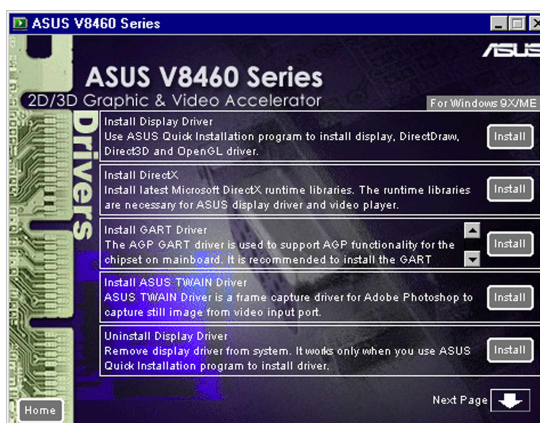 ASUS V8460 Series
ASUS
ASUS V8460 Series
2D/3D Graphic & Video Accelerator
For Windows 9X/ME
Drivers
Install Display Driver
Use ASUS Quick Installation program to install display, DirectDraw,
Direct3D and OpenGL driver.
Install
Install DirectX
Install latest Microsoft DirectX runtime libraries. The runtime libraries
are necessary for ASUS display driver and video player.
Install
Install GART Driver
The AGP GART driver is used to support AGP functionality for the
chipset on mainboard. It is recommended to install the GART
Install
Install ASUS TWAIN Driver
ASUS TWAIN Driver is a frame capture driver for Adobe Photoshop to
capture still image from video input port.
Install
Uninstall Display Driver
Remove display driver from system. It works only when you use ASUS
Quick Installation program to install driver.
Install
Next Page
Home